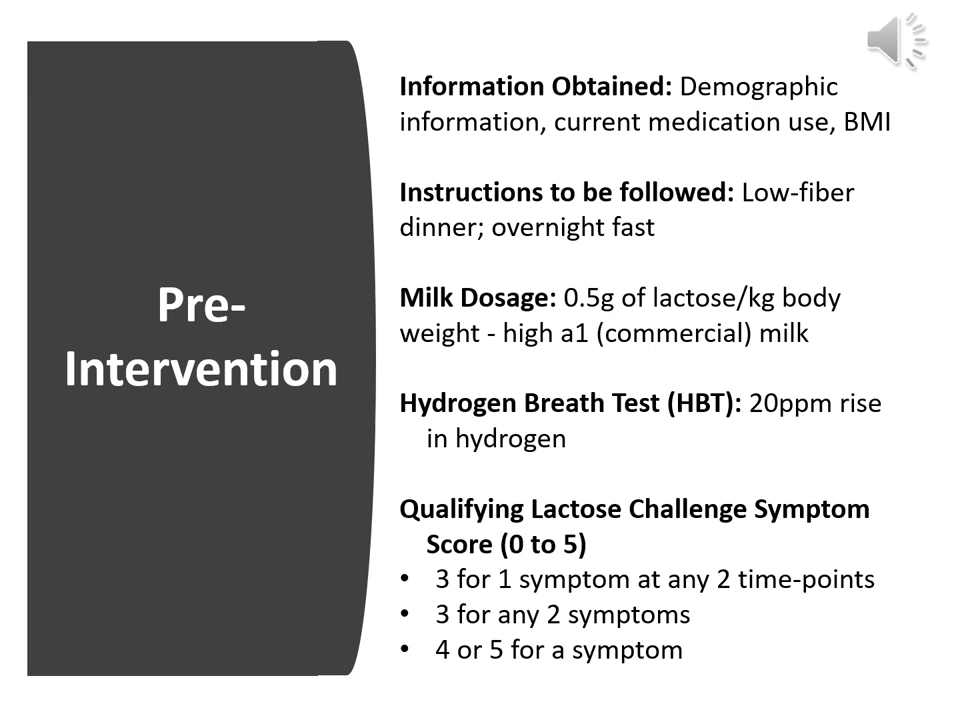 Pre-
Intervention
Information Obtained: Demographic
information, current medication use, BMI
Instructions to be followed: Low-fiber
dinner; overnight fast
Milk Dosage: 0.5g of lactose/kg body
weight - high a1 (commercial) milk
Hydrogen Breath Test (HBT): 20ppm rise
in hydrogen
Qualifying Lactose Challenge Symptom
Score (0 to 5)
• 3 for 1 symptom at any 2 time-points
• 3 for any 2 symptoms
• 4 or 5 for a symptom